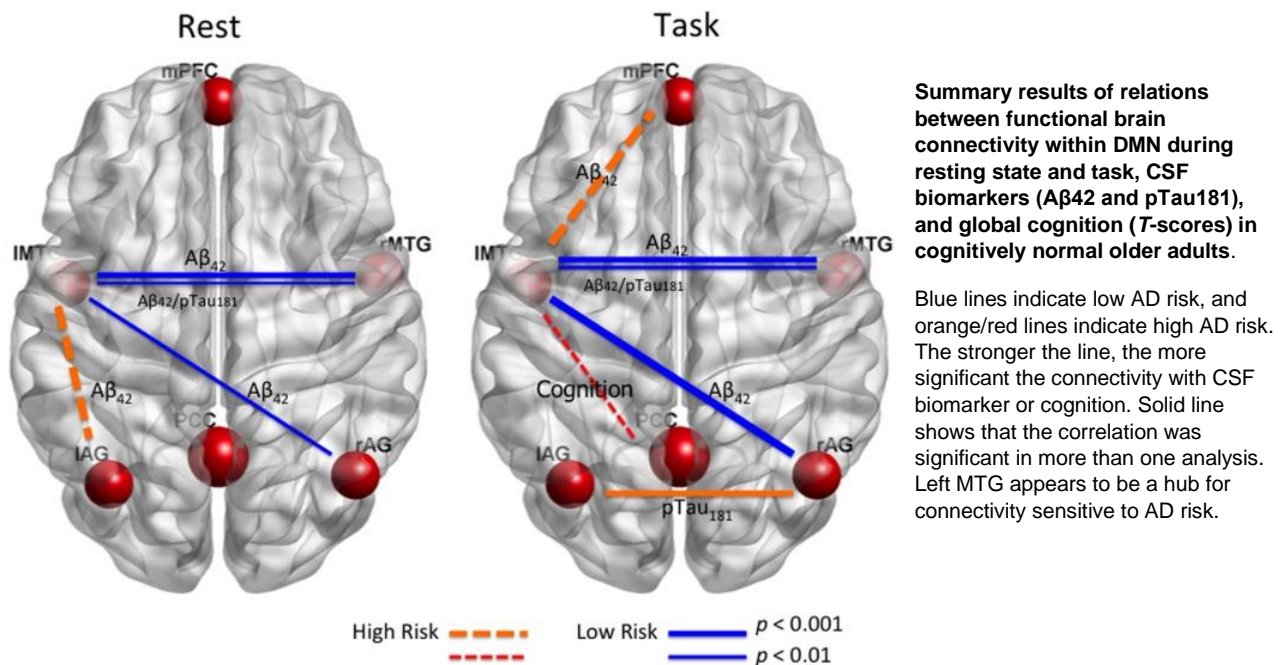 Rest
mPFC
lMT
rMTG
Aβ42
Aβ42/pTau181
Aβ42
Aβ42
PCC
lAG
rAG
Task
mPFC
Aβ42
Aβ42
lMT
rMTG
Aβ42/pTau181
Cognition
Aβ42
PCC
lAG
rAG
pTau181
High Risk
Low Risk
p < 0.001
p < 0.01
Summary results of relations
between functional brain
connectivity within DMN during
resting state and task, CSF
biomarkers (Aβ42 and pTau181),
and global cognition (T-scores) in
cognitively normal older adults.
Blue lines indicate low AD risk, and
orange/red lines indicate high AD risk.
The stronger the line, the more
significant the connectivity with CSF
biomarker or cognition. Solid line
shows that the correlation was
significant in more than one analysis.
Left MTG appears to be a hub for
connectivity sensitive to AD risk.